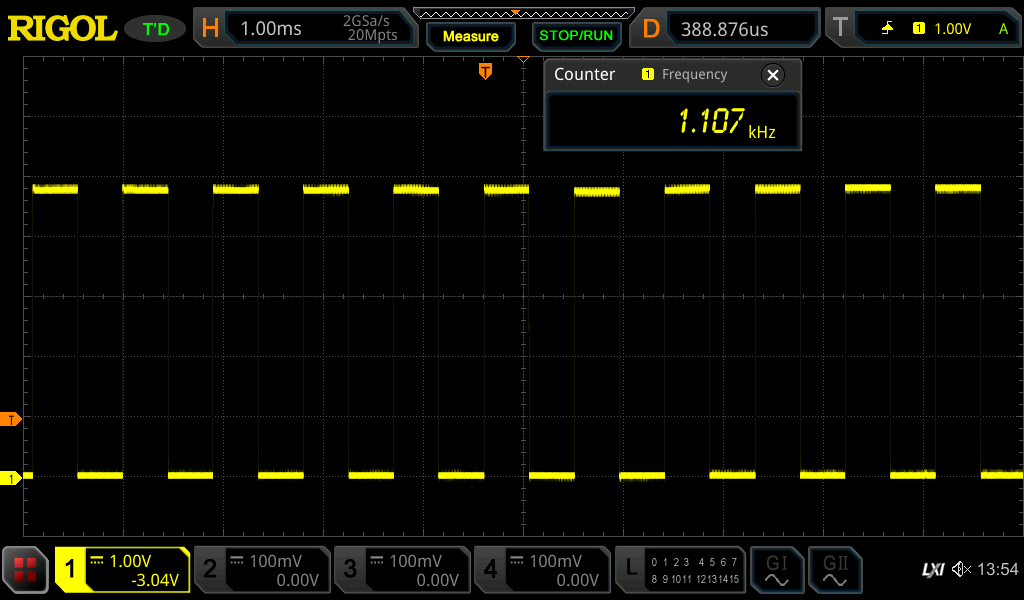 RIGOL T'D H 1.00ms 2GSa/s 20Mpts Measure STOP/RUN D 388.876us T 1 1.00V A
T
Counter 1 Frequency
1.107 kHz
T
1
1 1.00V -3.04V
2 100mV 0.00V
3 100mV 0.00V
4 100mV 0.00V
L 0 1 2 3 4 5 6 7
8 9 10 11 12 13 14 15
GI
GII
LXI 13:54